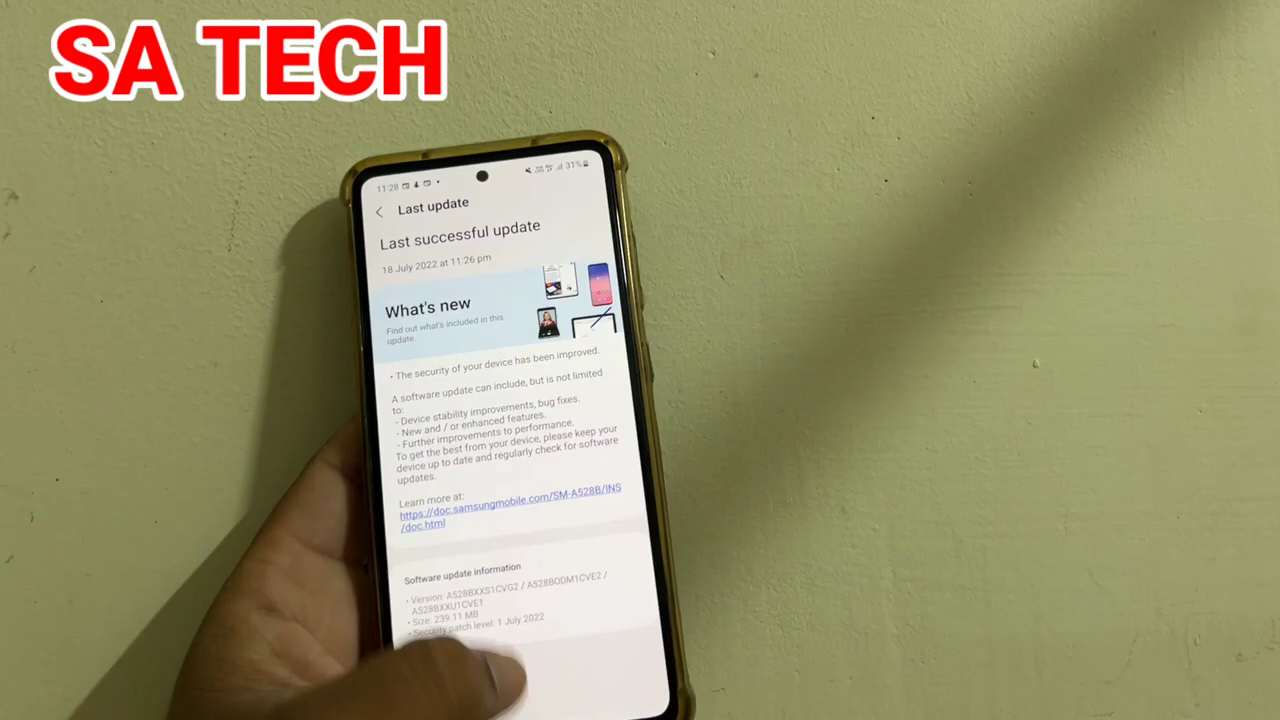 SA TECH
11:28
31%
Last update
Last successful update
18 July 2022 at 11:26 pm
What's new
Find out what's included in this
update.
• The security of your device has been improved.
A software update can include, but is not limited
to:
- Device stability improvements, bug fixes.
- New and / or enhanced features.
- Further improvements to performance.
To get the best from your device, please keep your
device up to date and regularly check for software
updates.
Learn more at:
https://doc.samsungmobile.com/SM-A528B/INS
/doc.html
Software update information
• Version: A528BXXS1CVG2 / A528BODM1CVE2 /
A528BXXU1CVE1
• Size: 239.11 MB
• Security patch level: 1 July 2022